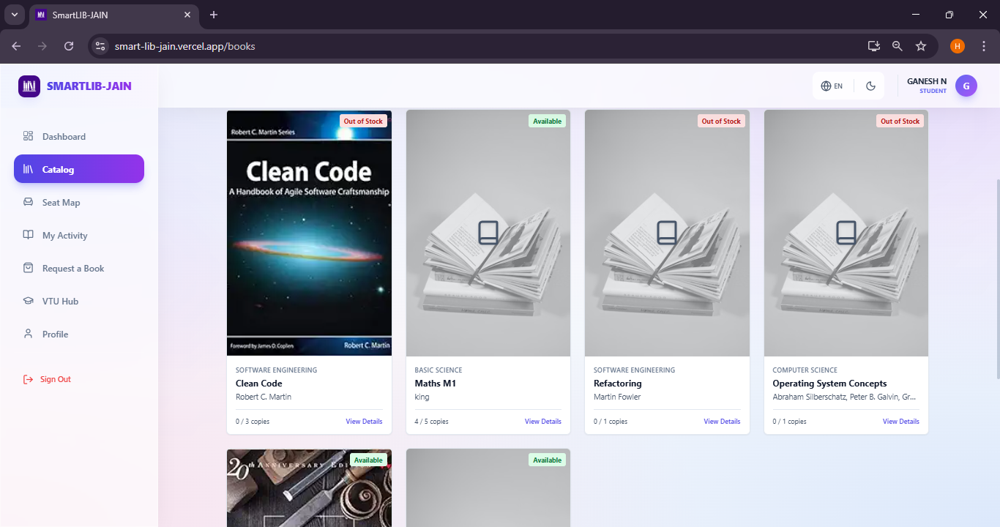 SmartLIB-JAIN
smart-lib-jain.vercel.app/books
H
SMARTLIB-JAIN
EN
GANESH N
STUDENT
G
Dashboard
Catalog
Seat Map
My Activity
Request a Book
VTU Hub
Profile
Sign Out
Out of Stock
Robert C. Martin Series
Clean Code
A Handbook of Agile Software Craftsmanship
Foreword by James O. Coplien
Robert C. Martin
SOFTWARE ENGINEERING
Clean Code
Robert C. Martin
0 / 3 copies
View Details
Available
BASIC SCIENCE
Maths M1
king
4 / 5 copies
View Details
Out of Stock
SOFTWARE ENGINEERING
Refactoring
Martin Fowler
0 / 1 copies
View Details
Out of Stock
COMPUTER SCIENCE
Operating System Concepts
Abraham Silberschatz, Peter B. Galvin, Gr...
0 / 1 copies
View Details
Available
20th ANNIVERSARY
Available